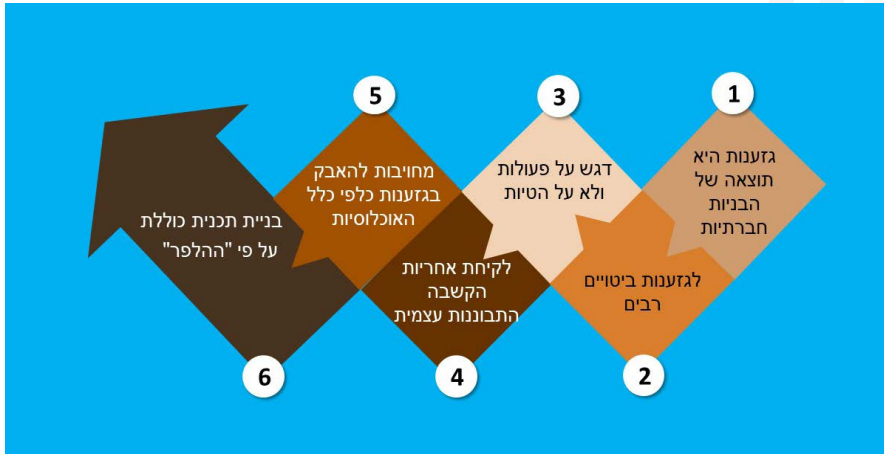 1
גזענות היא
תוצאה של
הבניות
חברתיות
2
לגזענות ביטויים
רבים
3
דגש על פעולות
ולא על הטיות
4
לקיחת אחריות
הקשבה
התבוננות עצמית
5
מחויבות להאבק
בגזענות כלפי כלל
האוכלוסיות
6
בניית תכנית כוללת
על פי "ההלפר"